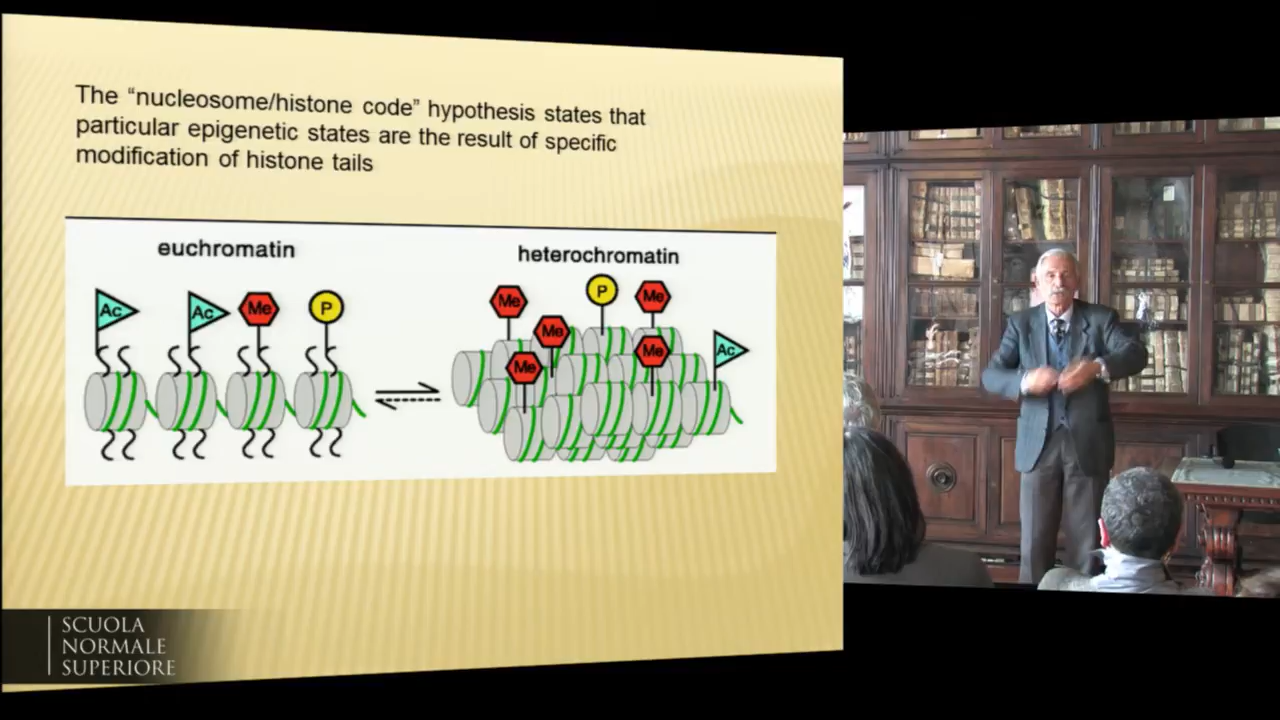 The “nucleosome/histone code” hypothesis states that
particular epigenetic states are the result of specific
modification of histone tails
euchromatin
heterochromatin
Ac
Ac
Me
P
Me
Me
Me
P
Me
Me
Ac
SCUOLA
NORMALE
SUPERIORE